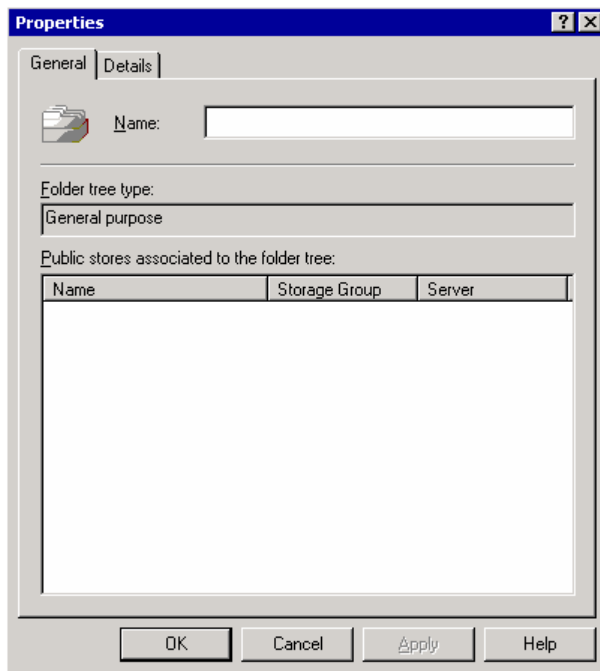 Properties
General Details
Name:
Folder tree type:
General purpose
Public stores associated to the folder tree:
Name Storage Group Server
OK Cancel Apply Help